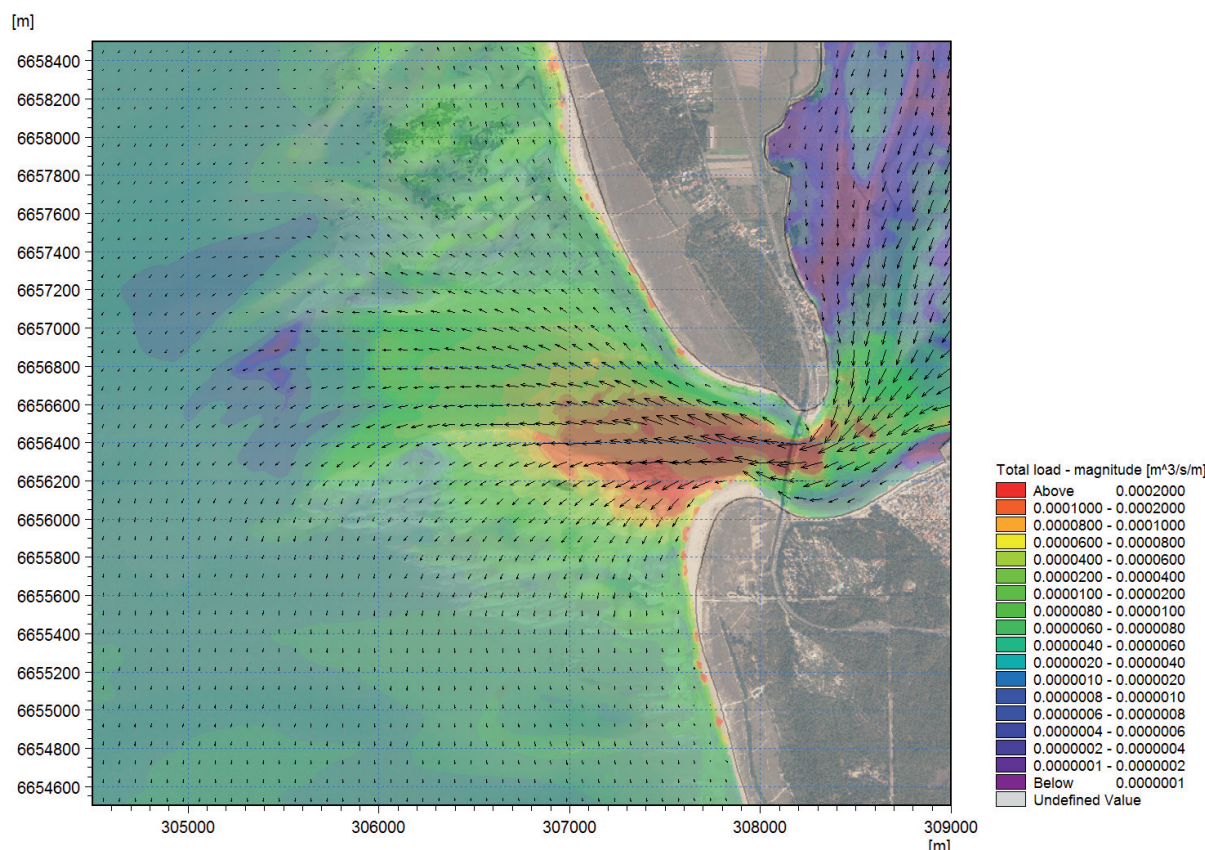 [m]
6658400
6658200
6658000
6657800
6657600
6657400
6657200
6657000
6656800
6656600
6656400
6656200
6656000
6655800
6655600
6655400
6655200
6655000
6654800
6654600
305000 306000 307000 308000 309000
[m]
Total load - magnitude [m^3/s/m]
Above 0.0002000
0.0001000 - 0.0002000
0.0000800 - 0.0001000
0.0000600 - 0.0000800
0.0000400 - 0.0000600
0.0000200 - 0.0000400
0.0000100 - 0.0000200
0.0000080 - 0.0000100
0.0000060 - 0.0000080
0.0000040 - 0.0000060
0.0000020 - 0.0000040
0.0000010 - 0.0000020
0.0000008 - 0.0000010
0.0000006 - 0.0000008
0.0000004 - 0.0000006
0.0000002 - 0.0000004
0.0000001 - 0.0000002
Below 0.0000001
Undefined Value